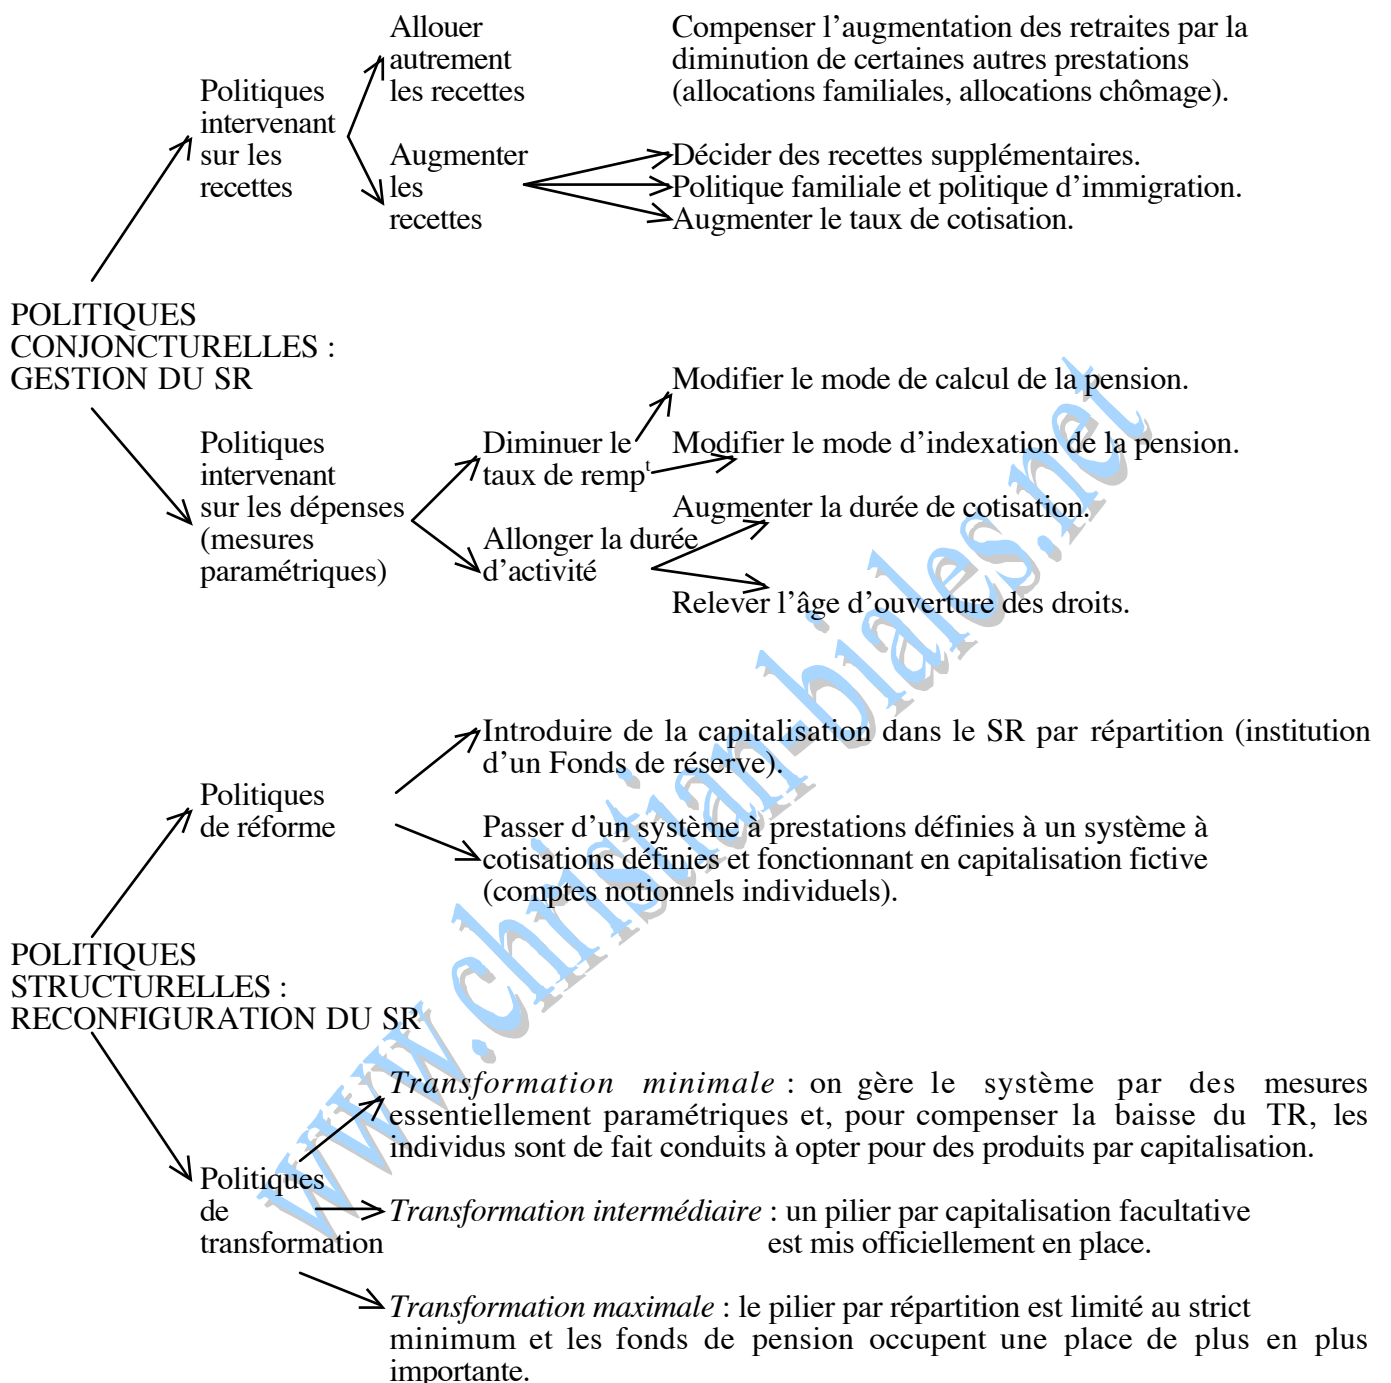 Allouer
autrement
les recettes
Compenser l’augmentation des retraites par la
diminution de certaines autres prestations
(allocations familiales, allocations chômage).
Politiques
intervenant
sur les
recettes
Augmenter
les
recettes
Décider des recettes supplémentaires.
Politique familiale et politique d’immigration.
Augmenter le taux de cotisation.
POLITIQUES
CONJONCTURELLES :
GESTION DU SR
Politiques
intervenant
sur les dépenses
(mesures
paramétriques)
Diminuer le
taux de rempᵗ
Modifier le mode de calcul de la pension.
Modifier le mode d’indexation de la pension.
Allonger la durée
d’activité
Augmenter la durée de cotisation.
Relever l’âge d’ouverture des droits.
Politiques
de réforme
Introduire de la capitalisation dans le SR par répartition (institution
d’un Fonds de réserve).
Passer d’un système à prestations définies à un système à
cotisations définies et fonctionnant en capitalisation fictive
(comptes notionnels individuels).
POLITIQUES
STRUCTURELLES :
RECONFIGURATION DU SR
Politiques
de
transformation
Transformation minimale : on gère le système par des mesures
essentiellement paramétriques et, pour compenser la baisse du TR, les
individus sont de fait conduits à opter pour des produits par capitalisation.
Transformation intermédiaire : un pilier par capitalisation facultative
est mis officiellement en place.
Transformation maximale : le pilier par répartition est limité au strict
minimum et les fonds de pension occupent une place de plus en plus
importante.
www.christian-biales.net